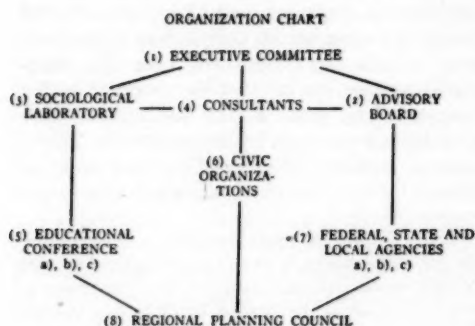 ORGANIZATION CHART
(1) EXECUTIVE COMMITTEE
(3) SOCIOLOGICAL
LABORATORY
(4) CONSULTANTS
(2) ADVISORY
BOARD
(6) CIVIC
ORGANIZA-
TIONS
(5) EDUCATIONAL
CONFERENCE
a), b), c)
(7) FEDERAL, STATE AND
LOCAL AGENCIES
a), b), c)
(8) REGIONAL PLANNING COUNCIL